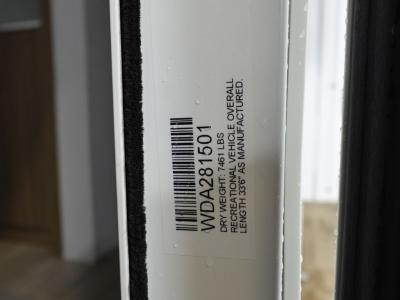 WDA281501
DRY WEIGHT: 7461 LBS
RECREATIONAL VEHICLE OVERALL
LENGTH 33'6" AS MANUFACTURED.